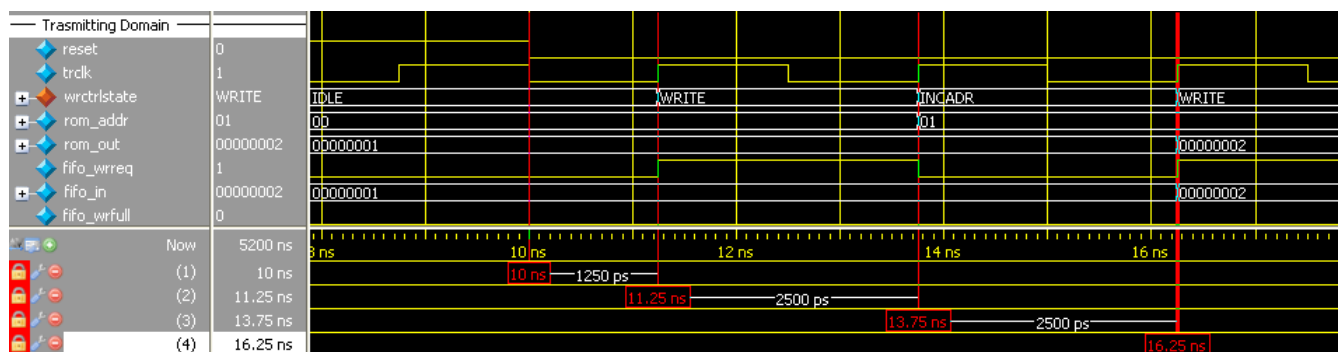 Trasmitting Domain
reset 0
trclk 1
wrctrlstate WRITE IDLE WRITE INCADR WRITE
rom_addr 01 00 01
rom_out 00000002 00000001 00000002
fifo_wrreq 1
fifo_in 00000002 00000001 00000002
fifo_wrfull 0
Now 5200 ns 8 ns 10 ns 12 ns 14 ns 16 ns
(1) 10 ns 10 ns 1250 ps
(2) 11.25 ns 11.25 ns 2500 ps
(3) 13.75 ns 13.75 ns 2500 ps
(4) 16.25 ns 16.25 ns